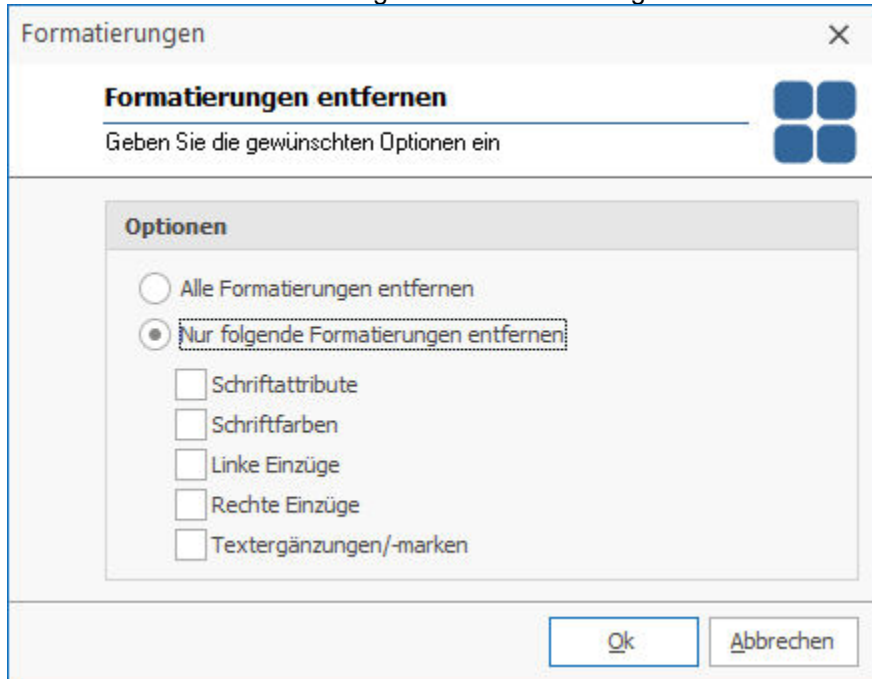 Formatierungen
Formatierungen entfernen
Geben Sie die gewünschten Optionen ein
Optionen
Alle Formatierungen entfernen
Nur folgende Formatierungen entfernen
Schriftattribute
Schriftfarben
Linke Einzüge
Rechte Einzüge
Textergänzungen/-marken
Ok Abbrechen